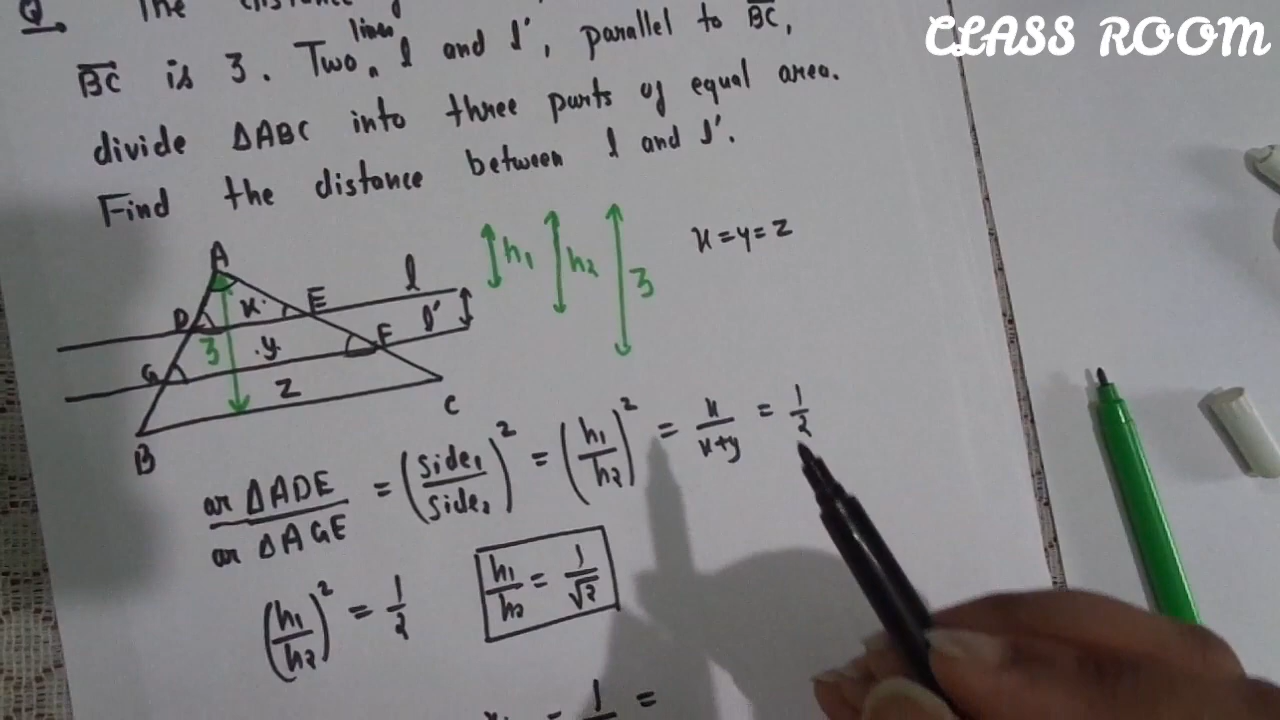 CLASS ROOM
Q The distance
BC is 3. Two lines l and l', parallel to BC,
divide ΔABC into three parts of equal area.
Find the distance between l and l'.
h₁ h₂ 3 x=y=z
A
D x E l
3 y F l'
G z
B C
ar ΔADE / ar ΔAGE = (side₁/side₂)² = (h₁/h₂)² = x/x+y = 1/2
(h₁/h₂)² = 1/2 h₁/h₂ = 1/√2
= 1 =